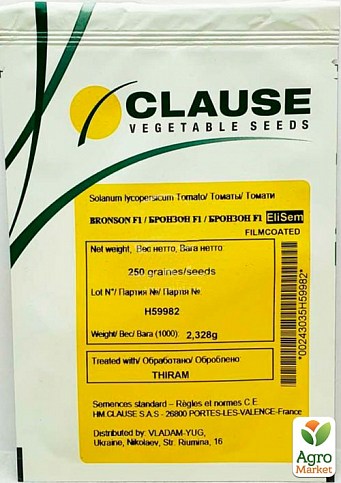 CLAUSE
VEGETABLE SEEDS
Solanum lycopersicum Tomato/ Томаты/ Томати
BRONSON F1 / БРОНЗОН F1 / БРОНЗОН F1 EliSem
FILMCOATED
Net weight, Вес нетто, Вага нетто
250 graines/seeds
Lot N°/ Партия №/ Партія №
H59982
Weight/ Вес/ Вага (1000): 2,328g
Treated with/ Обработано/ Оброблено:
THIRAM
*00243035H59982*
Semences standard – Règles et normes C.E.
HM.CLAUSE S.A.S - 26800 PORTES-LES-VALENCE-France
Distributed by: VLADAM-YUG,
Ukraine, Nikolaev, Str. Riumina, 16
Agro
Market